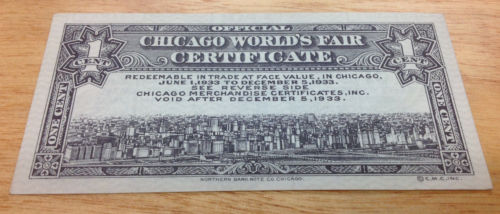 OFFICIAL
CHICAGO WORLD'S FAIR
CERTIFICATE
1
CENT
1
CENT
REDEEMABLE IN TRADE AT FACE VALUE, IN CHICAGO,
JUNE 1, 1933 TO DECEMBER 5, 1933.
SEE REVERSE SIDE
CHICAGO MERCHANDISE CERTIFICATES, INC.
VOID AFTER DECEMBER 5, 1933.
ONE CENT
ONE CENT
NORTHERN BANK NOTE CO. CHICAGO.
© C.M.C., INC.